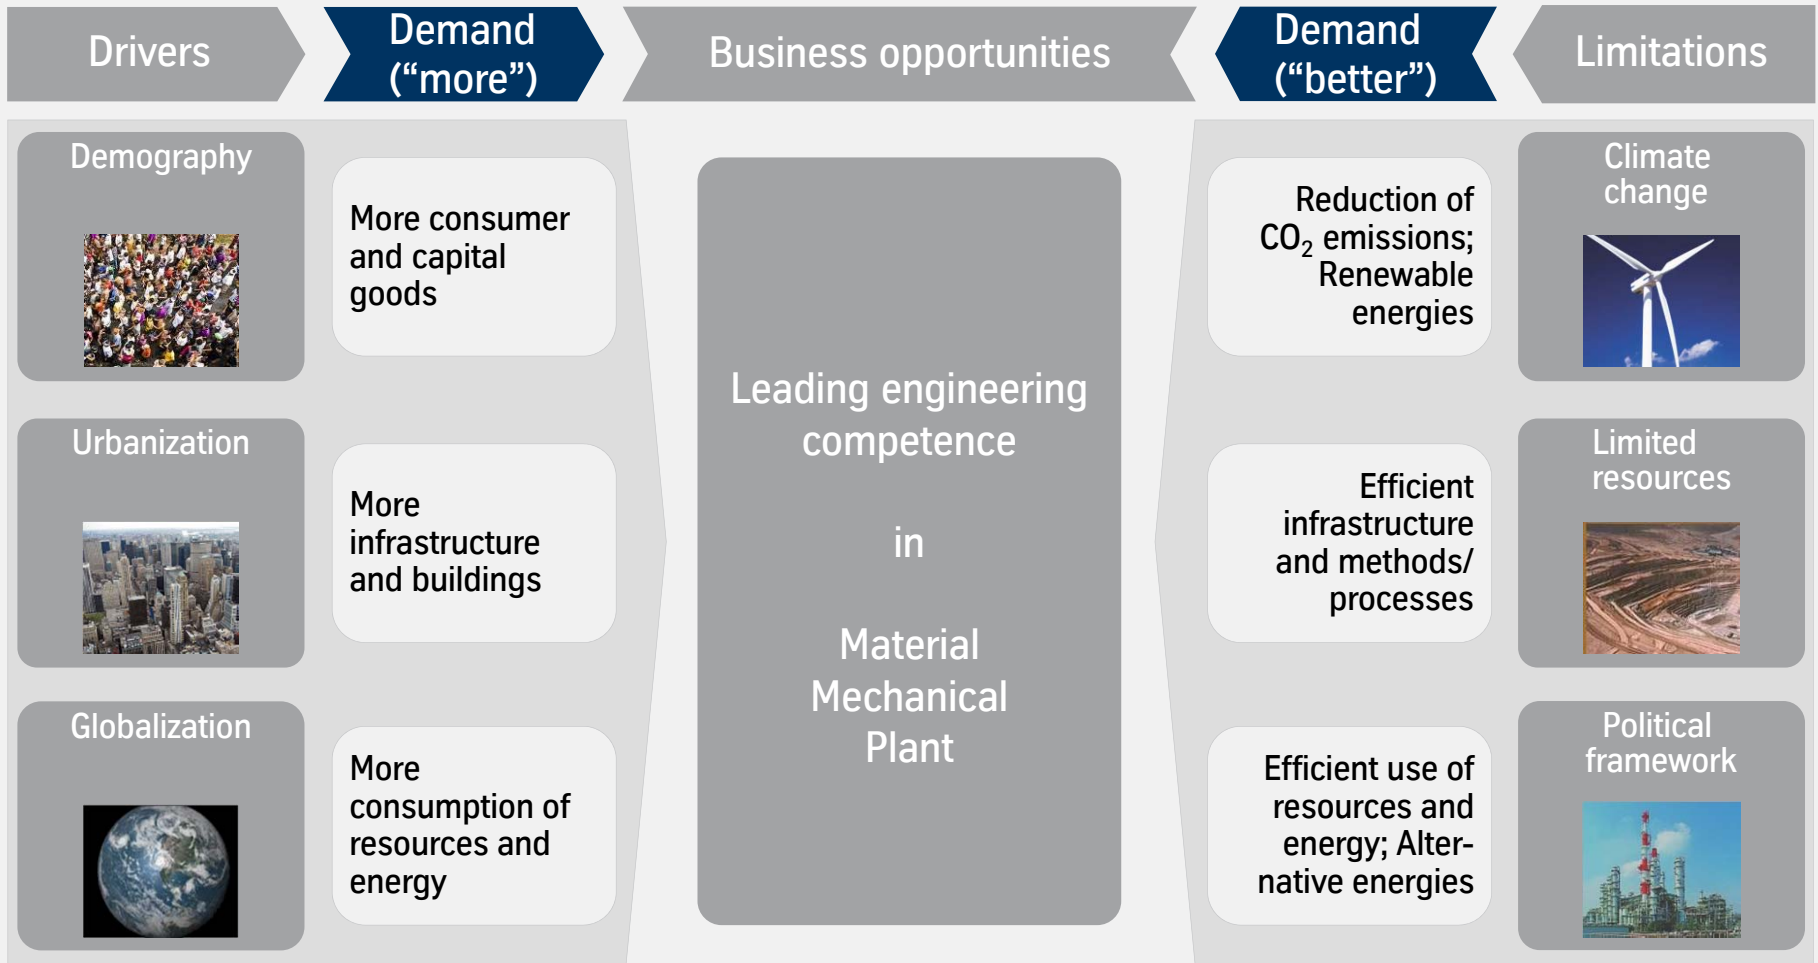 Drivers
Demand
(“more”)
Business opportunities
Demand
(“better”)
Limitations
Demography
More consumer
and capital
goods
Urbanization
More
infrastructure
and buildings
Globalization
More
consumption of
resources and
energy
Leading engineering
competence
in
Material
Mechanical
Plant
Reduction of
CO₂ emissions;
Renewable
energies
Climate
change
Efficient
infrastructure
and methods/
processes
Limited
resources
Efficient use of
resources and
energy; Alter-
native energies
Political
framework